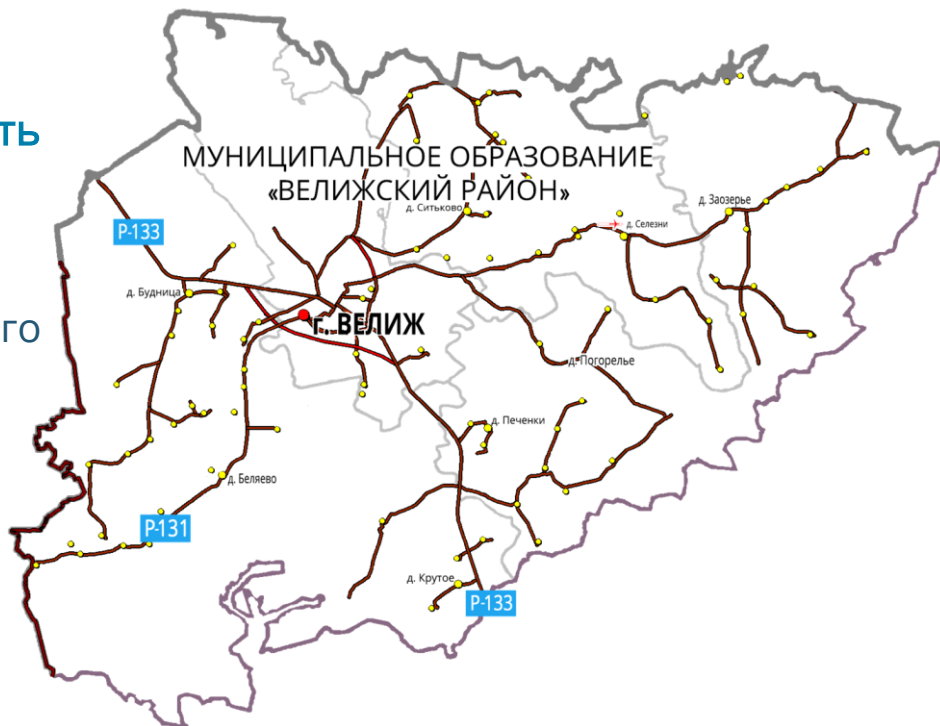 ть
МУНИЦИПАЛЬНОЕ ОБРАЗОВАНИЕ
«ВЕЛИЖСКИЙ РАЙОН»
д. Ситьково
д. Заозерье
д. Селезни
Р-133
д. Будница
г. ВЕЛИЖ
го
д. Погорелье
д. Печенки
д. Беляево
Р-131
д. Крутое
Р-133